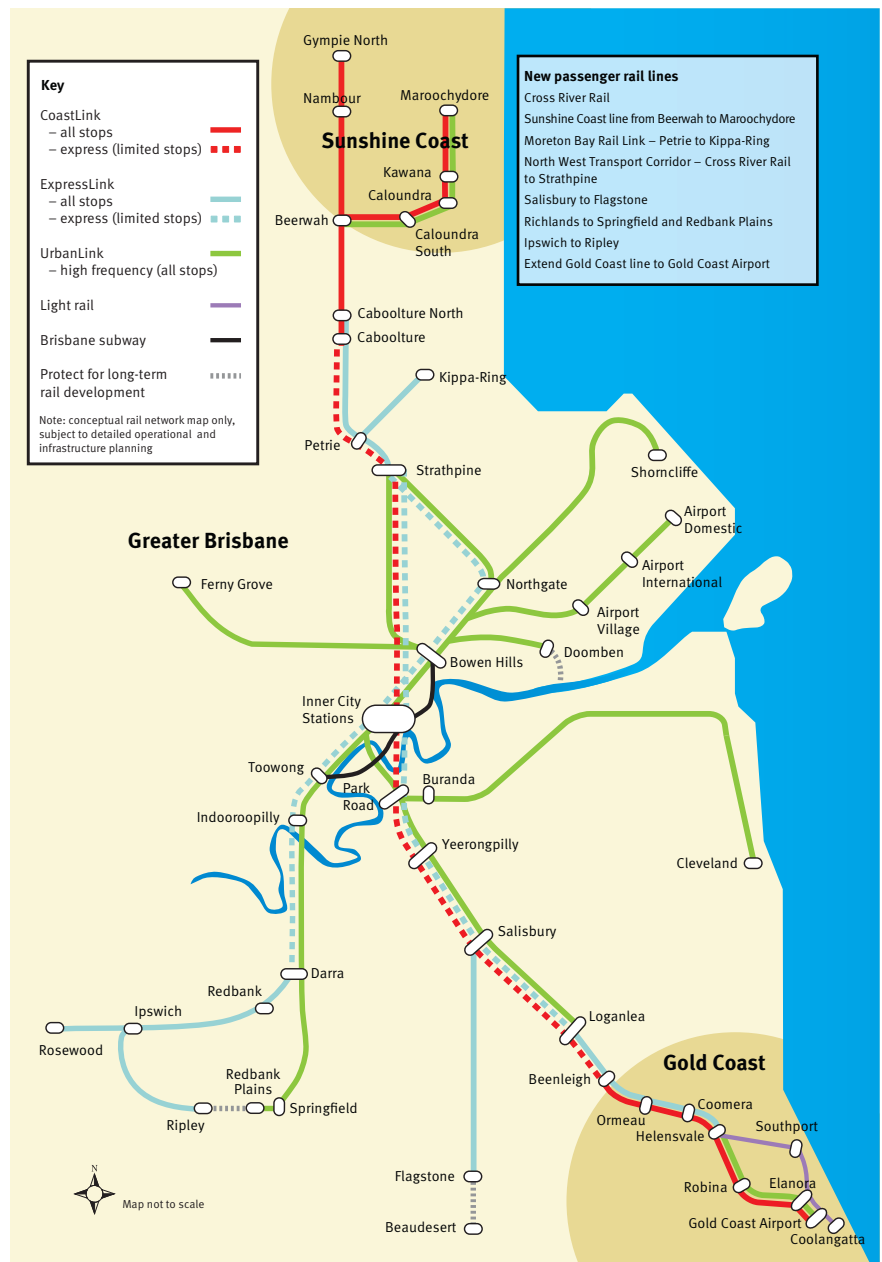 Key
CoastLink
– all stops
– express (limited stops)
ExpressLink
– all stops
– express (limited stops)
UrbanLink
– high frequency (all stops)
Light rail
Brisbane subway
Protect for long-term
rail development
Note: conceptual rail network map only,
subject to detailed operational and
infrastructure planning
New passenger rail lines
Cross River Rail
Sunshine Coast line from Beerwah to Maroochydore
Moreton Bay Rail Link – Petrie to Kippa-Ring
North West Transport Corridor – Cross River Rail
to Strathpine
Salisbury to Flagstone
Richlands to Springfield and Redbank Plains
Ipswich to Ripley
Extend Gold Coast line to Gold Coast Airport
Gympie North
Nambour
Maroochydore
Sunshine Coast
Kawana
Caloundra
Beerwah
Caloundra
South
Caboolture North
Caboolture
Kippa-Ring
Petrie
Strathpine
Shorncliffe
Airport
Domestic
Greater Brisbane
Airport
International
Ferny Grove
Northgate
Airport
Village
Doomben
Bowen Hills
Inner City
Stations
Toowong
Park
Road
Buranda
Indooroopilly
Yeerongpilly
Cleveland
Salisbury
Darra
Redbank
Ipswich
Rosewood
Loganlea
Gold Coast
Beenleigh
Redbank
Plains
Springfield
Ripley
Ormeau
Coomera
Helensvale
Southport
Flagstone
Robina
Elanora
Beaudesert
Gold Coast Airport
Coolangatta
N
Map not to scale